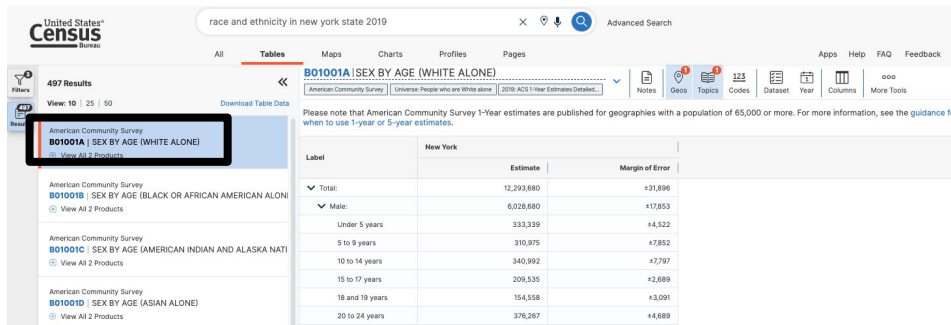 United States®
Census
Bureau
race and ethnicity in new york state 2019
Advanced Search
All Tables Maps Charts Profiles Pages
Apps Help FAQ Feedback
3
Filters
497
Results
497 Results
View: 10 | 25 | 50
Download Table Data
American Community Survey
B01001A | SEX BY AGE (WHITE ALONE)
View All 2 Products
American Community Survey
B01001B | SEX BY AGE (BLACK OR AFRICAN AMERICAN ALON
View All 2 Products
American Community Survey
B01001C | SEX BY AGE (AMERICAN INDIAN AND ALASKA NATI
View All 2 Products
American Community Survey
B01001D | SEX BY AGE (ASIAN ALONE)
View All 2 Products
B01001A | SEX BY AGE (WHITE ALONE)
American Community Survey
Universe: People who are White alone
2019: ACS 1-Year Estimates Detailed...
Notes
1
Geos
1
Topics
123
Codes
Dataset
Year
Columns
More Tools
Please note that American Community Survey 1-Year estimates are published for geographies with a population of 65,000 or more. For more information, see the guidance f
when to use 1-year or 5-year estimates.
New York
Label Estimate Margin of Error
Total: 12,293,680 ±31,896
Male: 6,028,680 ±17,853
Under 5 years 333,339 ±4,522
5 to 9 years 310,975 ±7,852
10 to 14 years 340,992 ±7,797
15 to 17 years 209,535 ±2,689
18 and 19 years 154,558 ±3,091
20 to 24 years 376,267 ±4,689